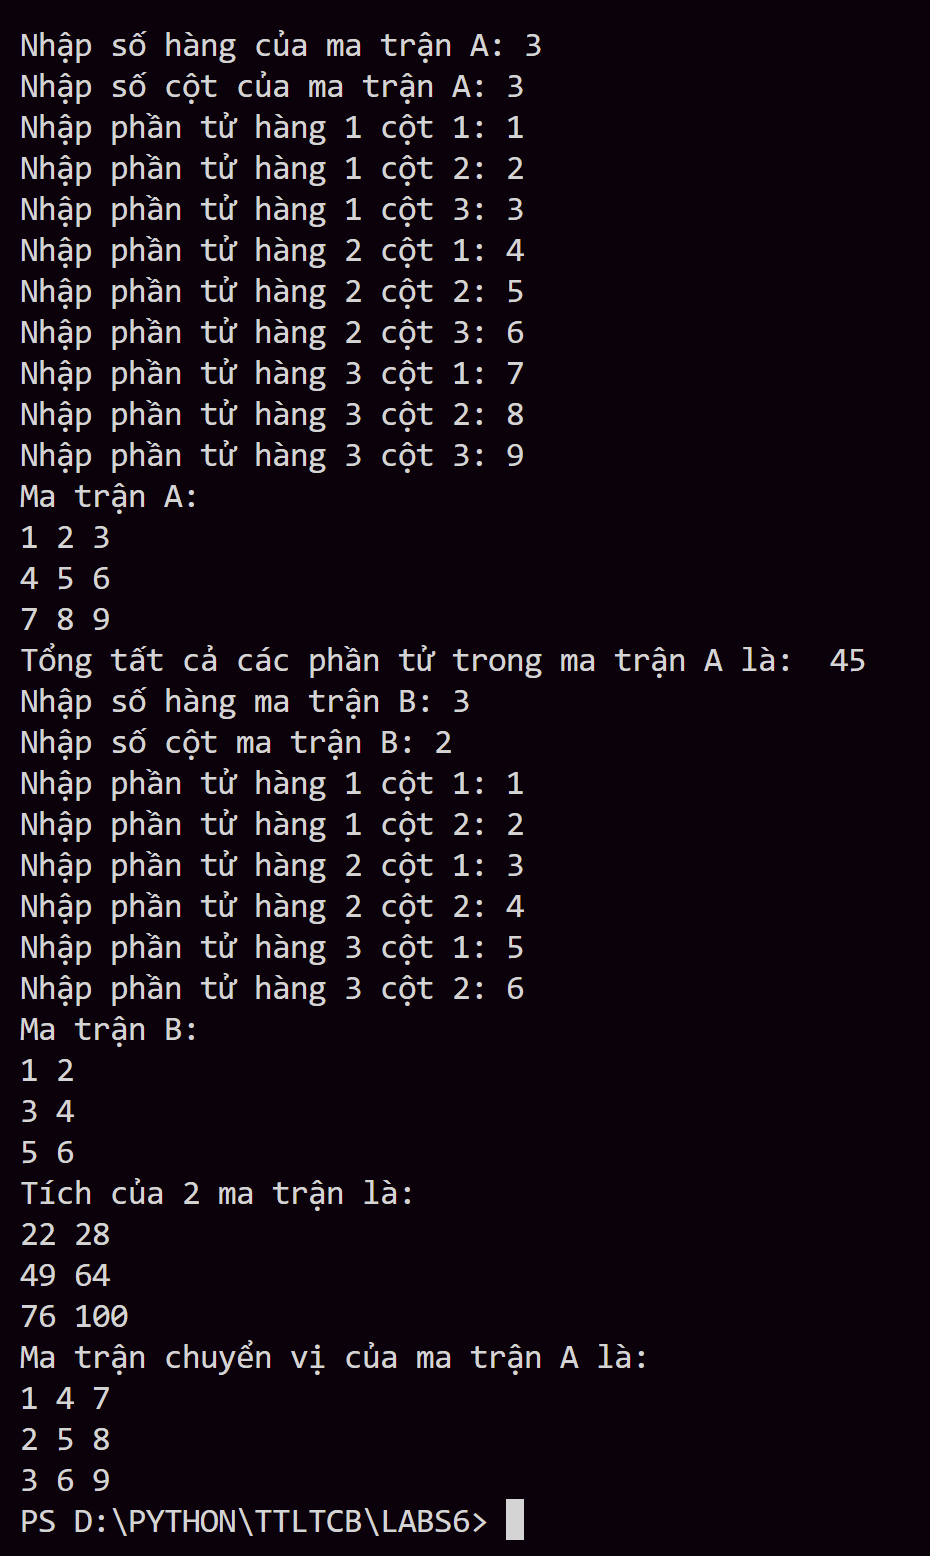 Nhập số hàng của ma trận A: 3
Nhập số cột của ma trận A: 3
Nhập phần tử hàng 1 cột 1: 1
Nhập phần tử hàng 1 cột 2: 2
Nhập phần tử hàng 1 cột 3: 3
Nhập phần tử hàng 2 cột 1: 4
Nhập phần tử hàng 2 cột 2: 5
Nhập phần tử hàng 2 cột 3: 6
Nhập phần tử hàng 3 cột 1: 7
Nhập phần tử hàng 3 cột 2: 8
Nhập phần tử hàng 3 cột 3: 9
Ma trận A:
1 2 3
4 5 6
7 8 9
Tổng tất cả các phần tử trong ma trận A là:  45
Nhập số hàng ma trận B: 3
Nhập số cột ma trận B: 2
Nhập phần tử hàng 1 cột 1: 1
Nhập phần tử hàng 1 cột 2: 2
Nhập phần tử hàng 2 cột 1: 3
Nhập phần tử hàng 2 cột 2: 4
Nhập phần tử hàng 3 cột 1: 5
Nhập phần tử hàng 3 cột 2: 6
Ma trận B:
1 2
3 4
5 6
Tích của 2 ma trận là:
22 28
49 64
76 100
Ma trận chuyển vị của ma trận A là:
1 4 7
2 5 8
3 6 9
PS D:\PYTHON\TTLTCB\LABS6>